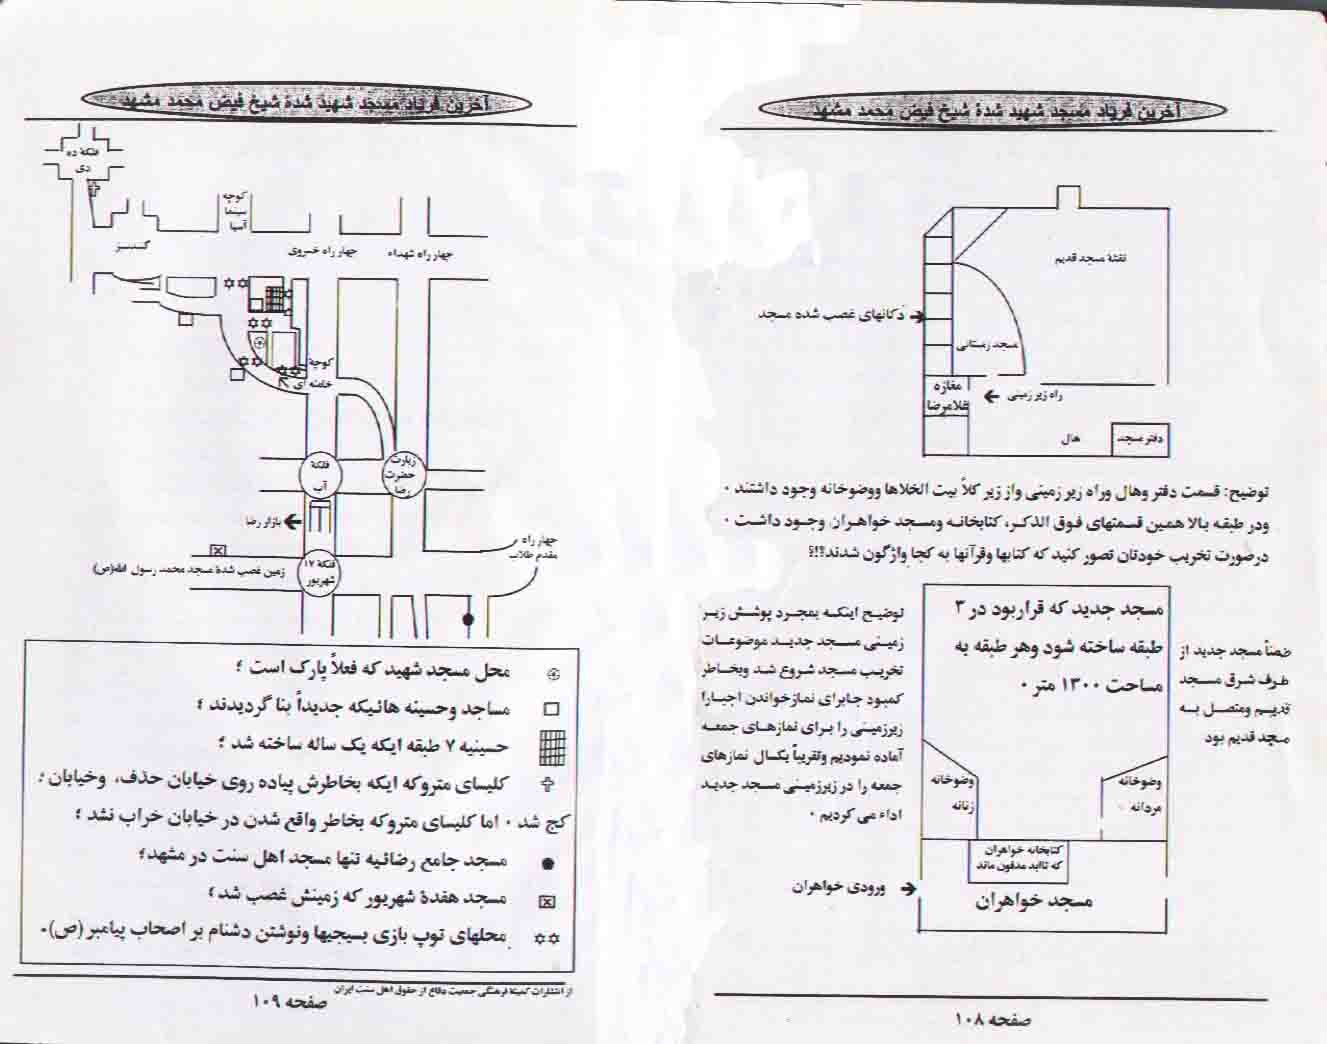 آخرین فریاد مسجد شهید شدهٔ شیخ فیض محمد مشهد
نقشهٔ مسجد قدیم
دکانهای غصب شده مسجد
مسجد زمستانی
مغازه
غلامرضا
راه زیر زمینی
هال
دفتر مسجد
توضیح: قسمت دفتر وهال وراه زیر زمینی واز زیر کلاً بیت الخلاها ووضوخانه وجود داشتند ۰
ودر طبقه بالا همین قسمتهای فوق الذکر، کتابخانه ومسجد خواهران وجود داشت ۰
درصورت تخریب خودتان تصور کنید که کتابها وقرآنها به کجا واژگون شدند؟!؟
مسجد جدید که قراربود در ۳
طبقه ساخته شود وهر طبقه به
مساحت ۱۳۰۰ متر ۰
ضمناً مسجد جدید از
طرف شرق مسجد
قدیم ومتصل به
مسجد قدیم بود
توضیح اینکه بمجرد پوشش زیر
زمینی مسجد جدید موضوعات
تخریب مسجد شروع شد وبخاطر
کمبود جابرای نمازخواندن اجبارا
زیرزمینی را برای نمازهای جمعه
آماده نمودیم وتقریباً یکسال نمازهای
جمعه را در زیرزمینی مسجد جدید
اداء می کردیم ۰
وضوخانه
مردانه
وضوخانه
زنانه
کتابخانه خواهران
که تاابد مدفون ماند
ورودی خواهران
مسجد خواهران
صفحه ۱۰۸
آخرین فریاد مسجد شهید شدهٔ شیخ فیض محمد مشهد
فلکهٔ ده
دی
کوچه
سینما
آسیا
گنبد سبز
چهار راه خسروی
چهار راه شهداء
کوچهٔ
خامنه ای
فلکهٔ
آب
زیارت
حضرت
رضا
بازار رضا
چهار راه
مقدم طلاب
فلکهٔ ۱۷
شهریور
زمین غصب شدهٔ مسجد محمد رسول الله(ص)
محل مسجد شهید که فعلاً پارک است ؛
مساجد وحسینه هائیکه جدیداً بنا گردیدند ؛
حسینیه ۷ طبقه ایکه یک ساله ساخته شد ؛
کلیسای متروکه ایکه بخاطرش پیاده روی خیابان حذف، وخیابان ؛
کج شد ۰ اما کلیسای متروکه بخاطر واقع شدن در خیابان خراب نشد ؛
مسجد جامع رضائیه تنها مسجد اهل سنت در مشهد؛
مسجد هفدهٔ شهریور که زمینش غصب شد ؛
محلهای توپ بازی بسیجیها ونوشتن دشنام بر اصحاب پیامبر (ص)۰
از انتشارات کمیتهٔ فرهنگی جمعیت دفاع از حقوق اهل سنت ایران
صفحه ۱۰۹